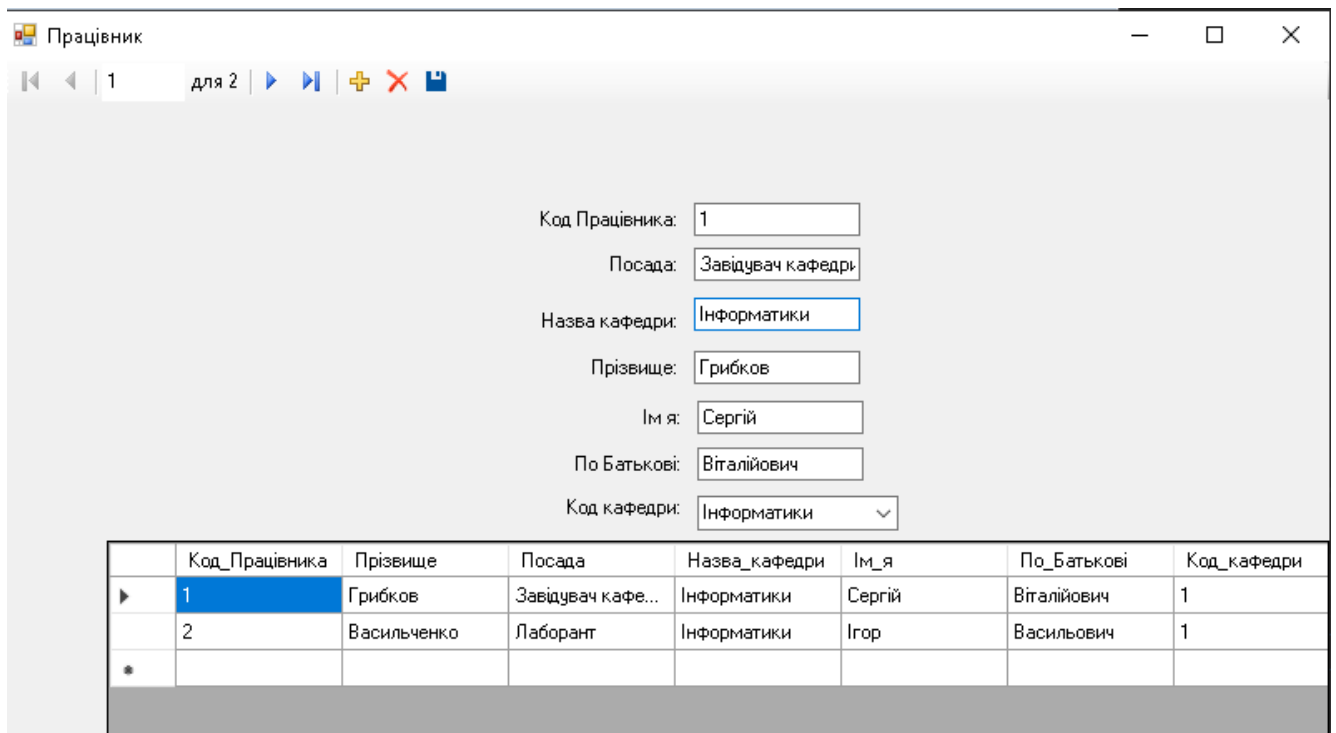 Працівник
1 для 2
Код Працівника: 1
Посада: Завідувач кафедри
Назва кафедри: Інформатики
Прізвище: Грибков
Ім я: Сергій
По Батькові: Віталійович
Код кафедри: Інформатики
Код_Працівника Прізвище Посада Назва_кафедри Ім_я По_Батькові Код_кафедри
1 Грибков Завідувач кафе... Інформатики Сергій Віталійович 1
2 Васильченко Лаборант Інформатики Ігор Васильович 1